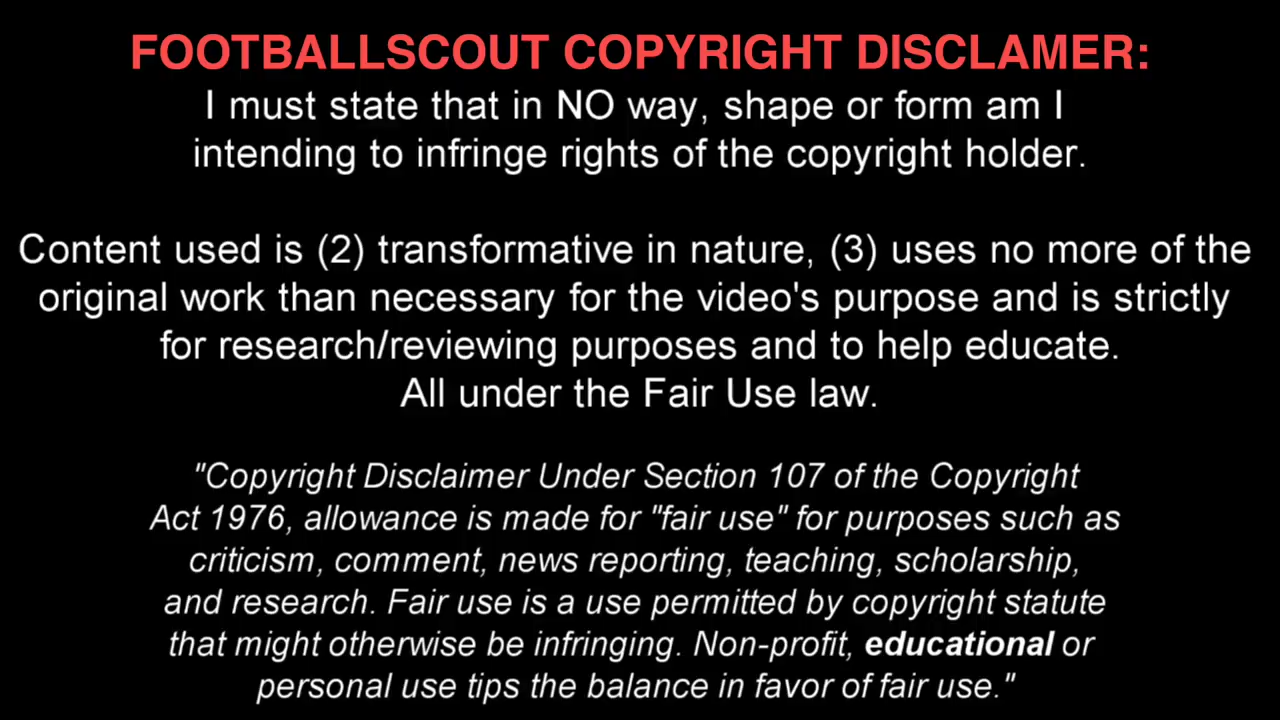 FOOTBALLSCOUT COPYRIGHT DISCLAMER:
I must state that in NO way, shape or form am I
intending to infringe rights of the copyright holder.
Content used is (2) transformative in nature, (3) uses no more of the
original work than necessary for the video's purpose and is strictly
for research/reviewing purposes and to help educate.
All under the Fair Use law.
"Copyright Disclaimer Under Section 107 of the Copyright
Act 1976, allowance is made for "fair use" for purposes such as
criticism, comment, news reporting, teaching, scholarship,
and research. Fair use is a use permitted by copyright statute
that might otherwise be infringing. Non-profit, educational or
personal use tips the balance in favor of fair use."